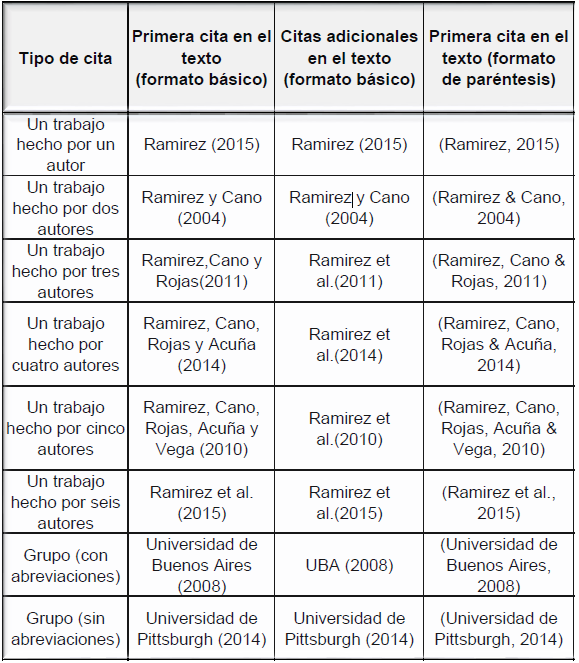 Tipo de cita
Primera cita en el
texto
(formato básico)
Citas adicionales
en el texto
(formato básico)
Primera cita en el
texto (formato
de paréntesis)
Un trabajo
hecho por un
autor
Ramirez (2015)
Ramirez (2015)
(Ramirez, 2015)
Un trabajo
hecho por dos
autores
Ramirez y Cano
(2004)
Ramirez y Cano
(2004)
(Ramirez & Cano,
2004)
Un trabajo
hecho por tres
autores
Ramirez,Cano y
Rojas(2011)
Ramirez et
al.(2011)
(Ramirez, Cano &
Rojas, 2011)
Un trabajo
hecho por
cuatro autores
Ramirez, Cano,
Rojas y Acuña
(2014)
Ramirez et
al.(2014)
(Ramirez, Cano,
Rojas & Acuña,
2014)
Un trabajo
hecho por cinco
autores
Ramirez, Cano,
Rojas, Acuña y
Vega (2010)
Ramirez et
al.(2010)
(Ramirez, Cano,
Rojas, Acuña &
Vega, 2010)
Un trabajo
hecho por seis
autores
Ramirez et al.
(2015)
Ramirez et
al.(2015)
(Ramirez et al.,
2015)
Grupo (con
abreviaciones)
Universidad de
Buenos Aires
(2008)
UBA (2008)
(Universidad de
Buenos Aires,
2008)
Grupo (sin
abreviaciones)
Universidad de
Pittsburgh (2014)
Universidad de
Pittsburgh (2014)
(Universidad de
Pittsburgh, 2014)